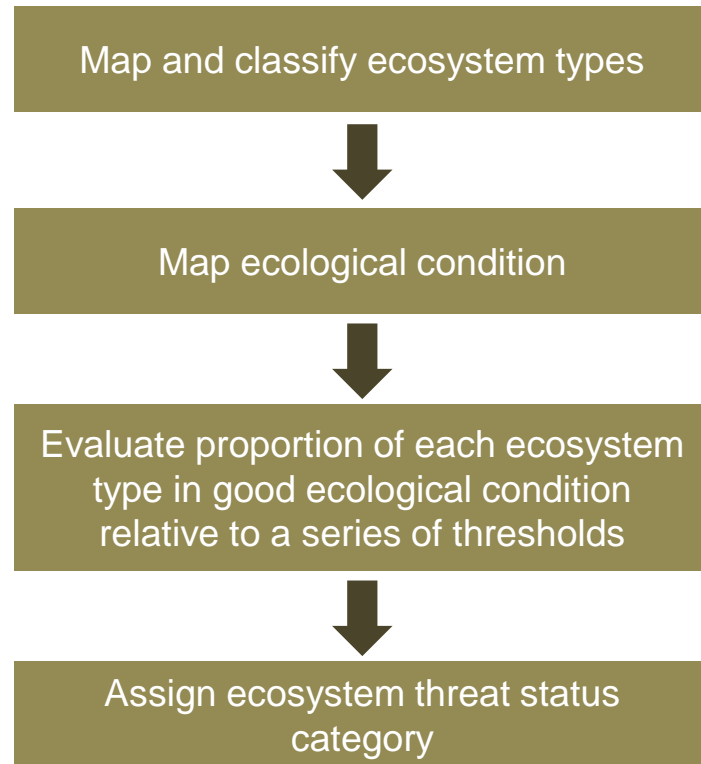 Map and classify ecosystem types
Map ecological condition
Evaluate proportion of each ecosystem
type in good ecological condition
relative to a series of thresholds
Assign ecosystem threat status
category